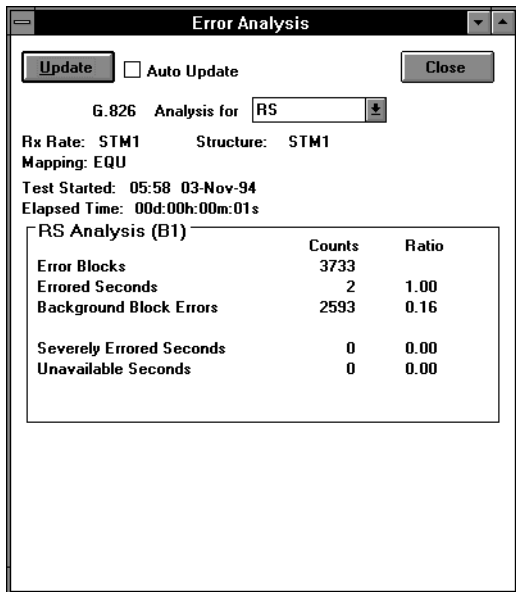 Error Analysis
Update Auto Update Close
G.826 Analysis for RS
Rx Rate: STM1 Structure: STM1
Mapping: EQU
Test Started: 05:58 03-Nov-94
Elapsed Time: 00d:00h:00m:01s
RS Analysis (B1)
Counts Ratio
Error Blocks 3733
Errored Seconds 2 1.00
Background Block Errors 2593 0.16
Severely Errored Seconds 0 0.00
Unavailable Seconds 0 0.00